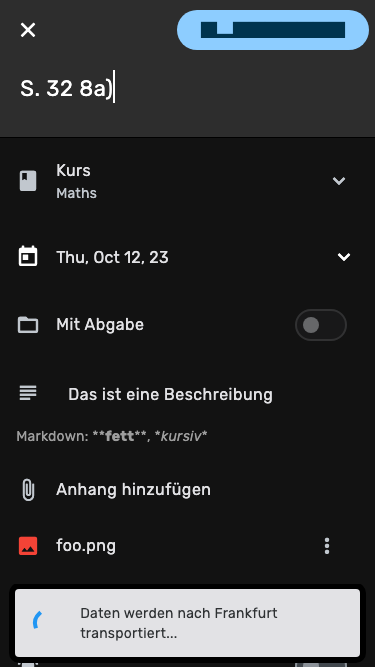 S. 32 8a)
Kurs
Maths
Thu, Oct 12, 23
Mit Abgabe
Das ist eine Beschreibung
Markdown: **fett**, *kursiv*
Anhang hinzufügen
foo.png
Daten werden nach Frankfurt
transportiert...